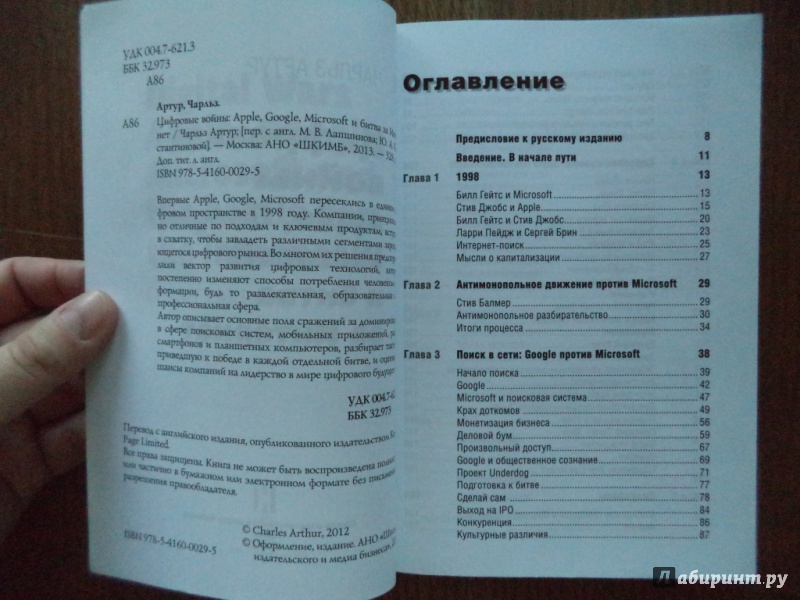 УДК 004.7-621.3
ББК 32.973
А86
Артур, Чарльз.
А86 Цифровые войны: Apple, Google, Microsoft и битва за
нет / Чарльз Артур; [пер. с англ. М. В. Лапшинова; Ю.
стантиновой]. — Москва: АНО «ШКИМБ», 2013. —
Доп. тит. л. англ.
ISBN 978-5-4160-0029-5
Впервые Apple, Google, Microsoft пересеклись в
фровом пространстве в 1998 году. Компании,
но отличные по подходам и ключевым продуктам,
в схватку, чтобы завладеть различными сегментами
ющегося цифрового рынка. Во многом их решения
лили вектор развития цифровых технологий,
постепенно изменяют способы потребления
формации, будь то развлекательная, образовательная
профессиональная сфера.
Автор описывает основные поля сражений за
в сфере поисковых систем, мобильных приложений,
смартфонов и планшетных компьютеров, разбирает
приведшую к победе в каждой отдельной битве, и
шансы компаний на лидерство в мире цифрового
УДК 004.7-62
ББК 32.973
Перевод с английского издания, опубликованного издательством
Page Limited.
Все права защищены. Книга не может быть воспроизведена
или частично в бумажном или электронном формате без
разрешения правообладателя.
© Charles Arthur, 2012
© Оформление, издание. АНО
издательского и медиа бизнеса»
ISBN 978-5-4160-0029-5
Оглавление
Предисловие к русскому изданию 8
Введение. В начале пути 11
Глава 1 1998 13
Билл Гейтс и Microsoft 13
Стив Джобс и Apple 15
Билл Гейтс и Стив Джобс 20
Ларри Пейдж и Сергей Брин 23
Интернет-поиск 25
Мысли о капитализации 27
Глава 2 Антимонопольное движение против Microsoft 29
Стив Балмер 29
Антимонопольное разбирательство 30
Итоги процесса 34
Глава 3 Поиск в сети: Google против Microsoft 38
Начало поиска 39
Google 42
Microsoft и поисковая система 47
Крах доткомов 49
Монетизация бизнеса 56
Деловой бум 59
Произвольный доступ 67
Google и общественное сознание 69
Проект Underdog 71
Подготовка к битве 77
Сделай сам 78
Выход на IPO 84
Конкуренция 86
Культурные различия 87
Лабиринт.ру